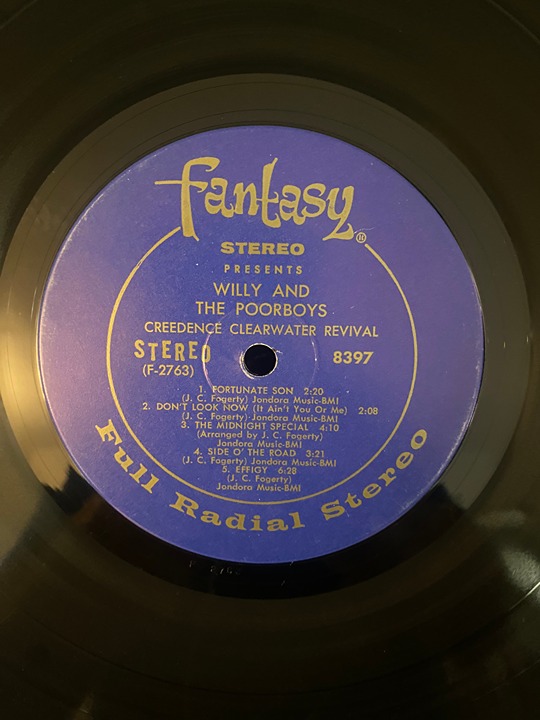 fantasy ®
STEREO
PRESENTS
WILLY AND
THE POORBOYS
CREEDENCE CLEARWATER REVIVAL
STEREO 8397
(F-2763)
1. FORTUNATE SON 2:20
(J. C. Fogerty) Jondora Music-BMI
2. DON'T LOOK NOW (It Ain't You Or Me) 2:08
(J. C. Fogerty)-Jondora Music-BMI
3. THE MIDNIGHT SPECIAL 4:10
(Arranged by J. C. Fogerty)
Jondora Music-BMI
4. SIDE O' THE ROAD 3:21
(J. C. Fogerty) Jondora Music-BMI
5. EFFIGY 6:28
(J. C. Fogerty)
Jondora Music-BMI
Full Radial Stereo